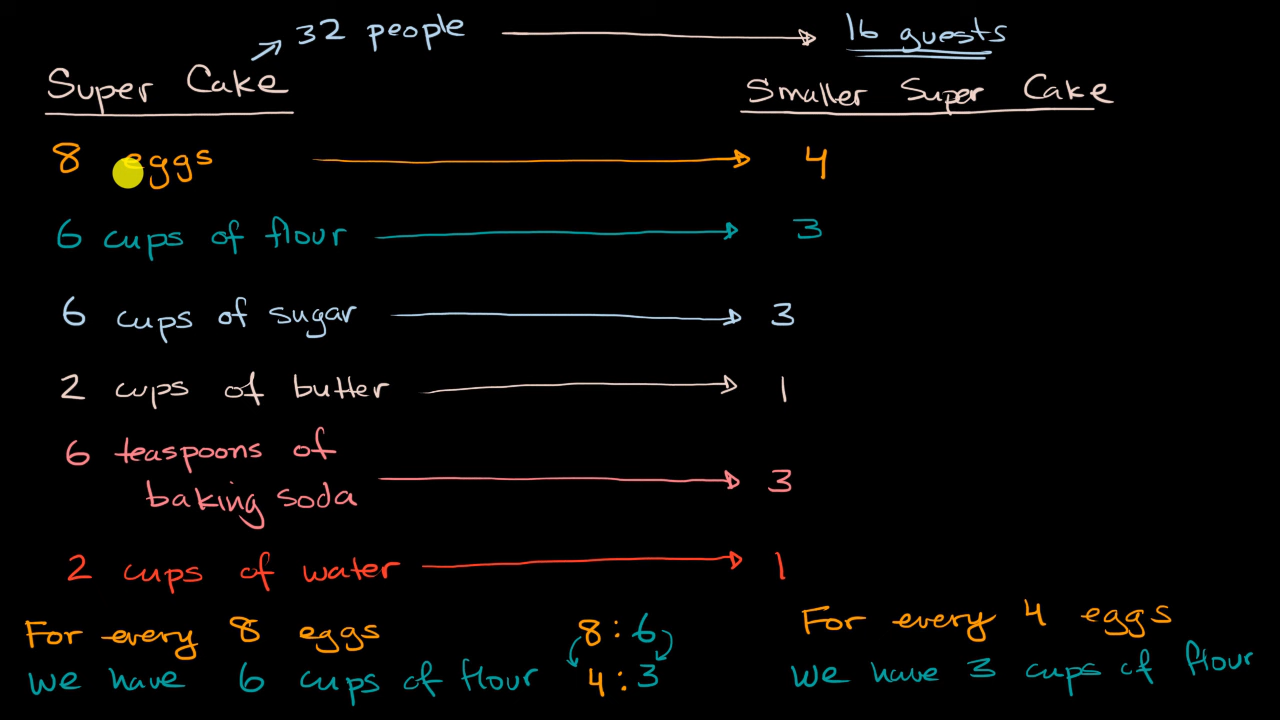 32 people 16 guests
Super Cake Smaller Super Cake
8 eggs 4
6 cups of flour 3
6 cups of sugar 3
2 cups of butter 1
6 teaspoons of
baking soda 3
2 cups of water 1
For every 8 eggs 8:6 For every 4 eggs
we have 6 cups of flour 4:3 we have 3 cups of flour